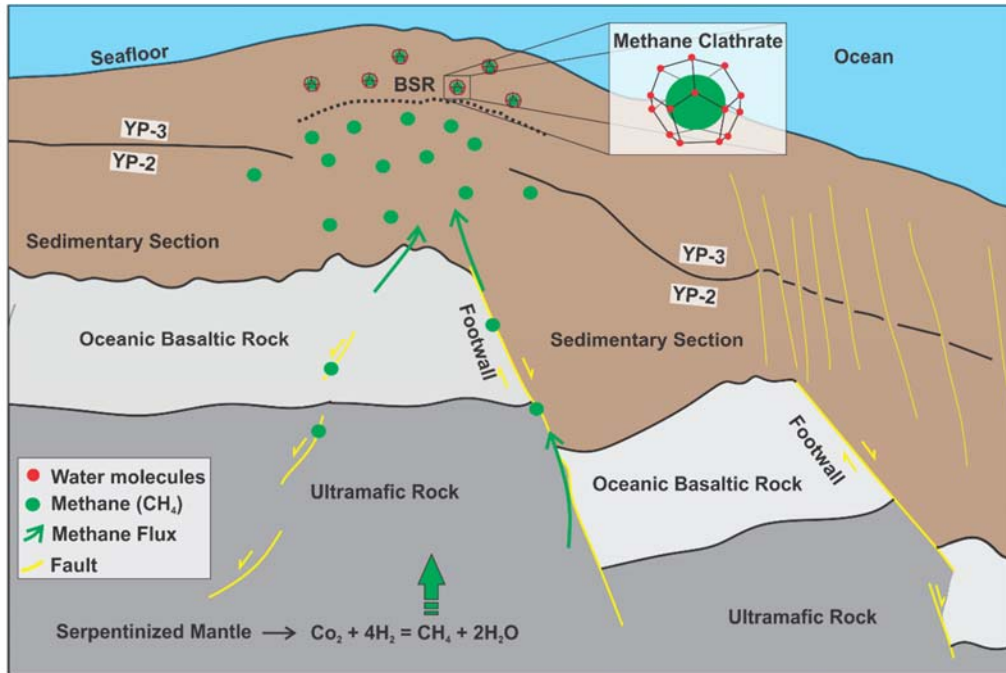 Seafloor
BSR
Methane Clathrate
Ocean
YP-3
YP-2
Sedimentary Section
YP-3
YP-2
Oceanic Basaltic Rock
Footwall
Sedimentary Section
Footwall
Oceanic Basaltic Rock
Water molecules
Methane (CH₄)
Methane Flux
Fault
Ultramafic Rock
Ultramafic Rock
Serpentinized Mantle → Co₂ + 4H₂ = CH₄ + 2H₂O